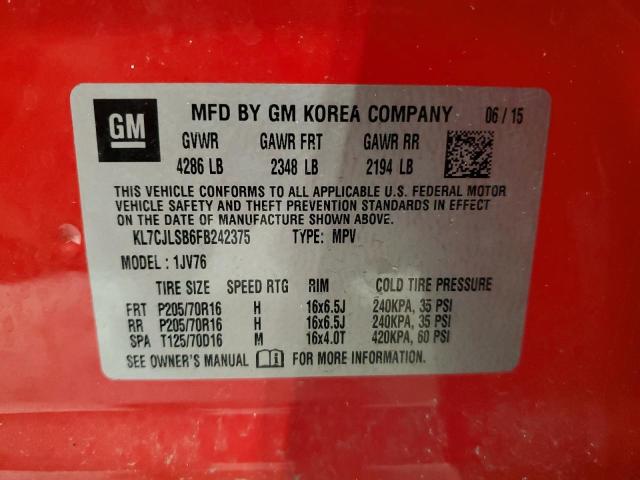 GM
MFD BY GM KOREA COMPANY 06 / 15
GVWR GAWR FRT GAWR RR
4286 LB 2348 LB 2194 LB
THIS VEHICLE CONFORMS TO ALL APPLICABLE U.S. FEDERAL MOTOR
VEHICLE SAFETY AND THEFT PREVENTION STANDARDS IN EFFECT
ON THE DATE OF MANUFACTURE SHOWN ABOVE.
KL7CJLSB6FB242375 TYPE: MPV
MODEL : 1JV76
TIRE SIZE SPEED RTG RIM COLD TIRE PRESSURE
FRT P205/70R16 H 16x6.5J 240KPA, 35 PSI
RR P205/70R16 H 16x6.5J 240KPA, 35 PSI
SPA T125/70D16 M 16x4.0T 420KPA, 60 PSI
SEE OWNER'S MANUAL FOR MORE INFORMATION.